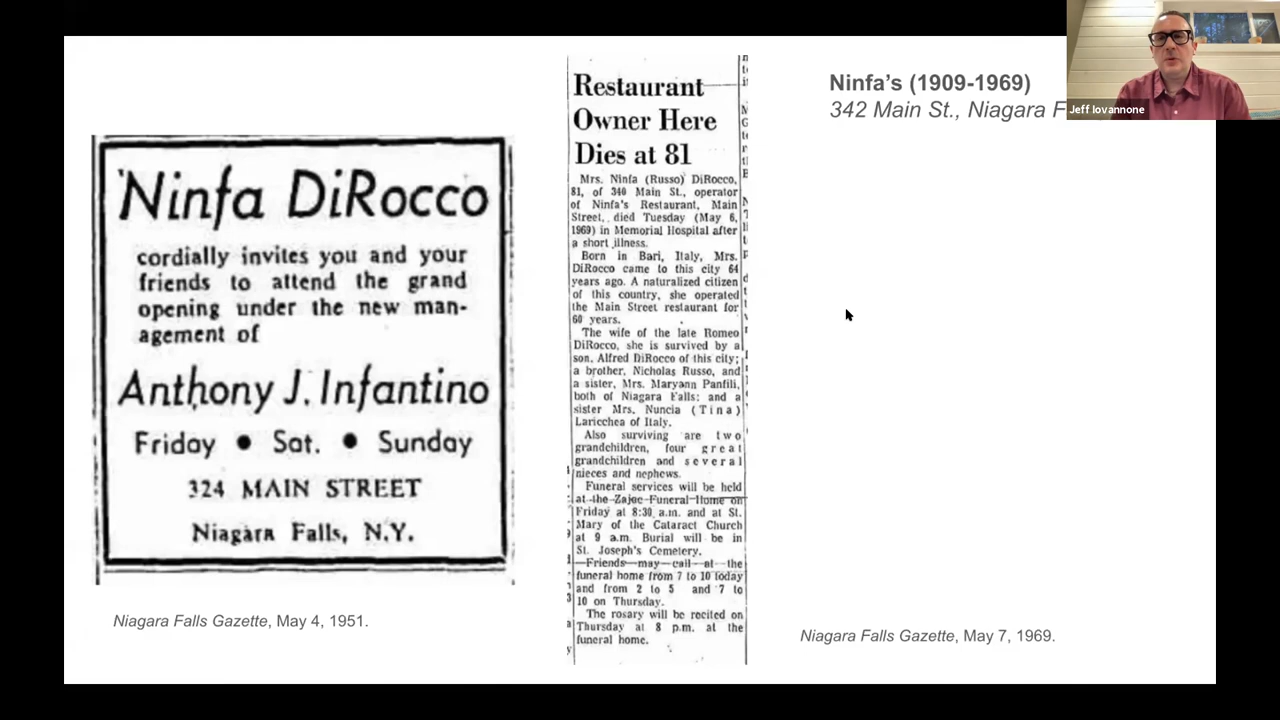 Ninfa DiRocco
cordially invites you and your
friends to attend the grand
opening under the new man-
agement of
Anthony J. Infantino
Friday • Sat. • Sunday
324 MAIN STREET
Niagara Falls, N.Y.
Niagara Falls Gazette, May 4, 1951.
Restaurant
Owner Here
Dies at 81
Mrs. Ninfa (Russo) DiRocco,
81, of 340 Main St., operator
of Ninfa's Restaurant, Main
Street, died Tuesday (May 6,
1969) in Memorial Hospital after
a short illness.
Born in Bari, Italy, Mrs.
DiRocco came to this city 64
years ago. A naturalized citizen
of this country, she operated
the Main Street restaurant for
60 years.
The wife of the late Romeo
DiRocco, she is survived by a
son, Alfred DiRocco of this city;
a brother, Nicholas Russo, and
a sister, Mrs. Maryann Panfili,
both of Niagara Falls; and a
sister Mrs. Nuncia (Tina)
Laricchea of Italy.
Also surviving are two
grandchildren, four great
grandchildren and several
nieces and nephews.
Funeral services will be held
at the Zajac Funeral Home on
Friday at 8:30 a.m. and at St.
Mary of the Cataract Church
at 9 a.m. Burial will be in
St. Joseph's Cemetery.
Friends may call at the
funeral home from 7 to 10 today
and from 2 to 5 and 7 to
10 on Thursday.
The rosary will be recited on
Thursday at 8 p.m. at the
funeral home.
Ninfa's (1909-1969)
342 Main St., Niagara F
Niagara Falls Gazette, May 7, 1969.
Jeff Iovannone